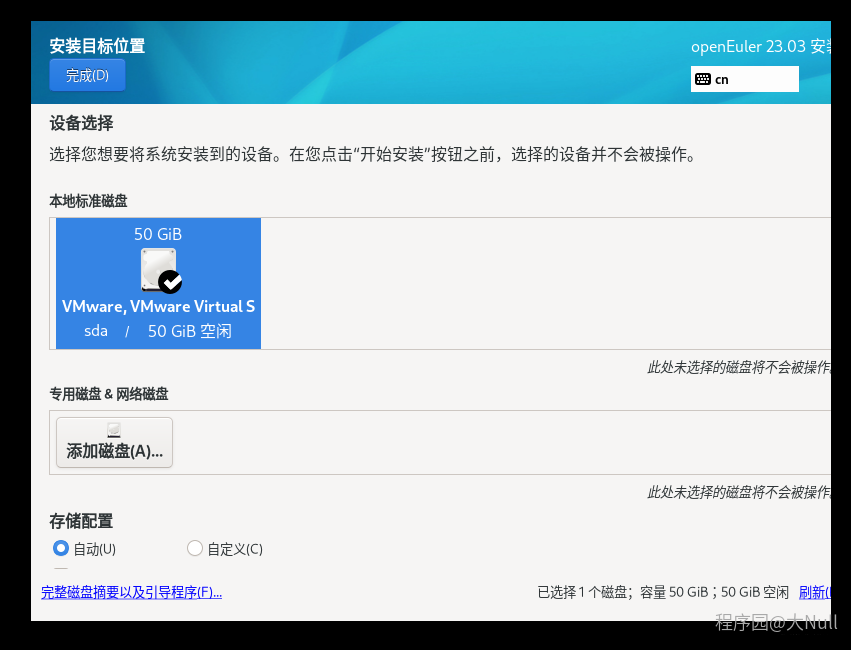 安装目标位置
openEuler 23.03 安
完成(D)
cn
设备选择
选择您想要将系统安装到的设备。在您点击“开始安装”按钮之前，选择的设备并不会被操作。
本地标准磁盘
50 GiB
VMware, VMware Virtual S
sda / 50 GiB 空闲
此处未选择的磁盘将不会被操作
专用磁盘 & 网络磁盘
添加磁盘(A)...
此处未选择的磁盘将不会被操作
存储配置
自动(U) 自定义(C)
完整磁盘摘要以及引导程序(F)...
已选择 1 个磁盘；容量 50 GiB；50 GiB 空闲 刷新(
程序园@大Null